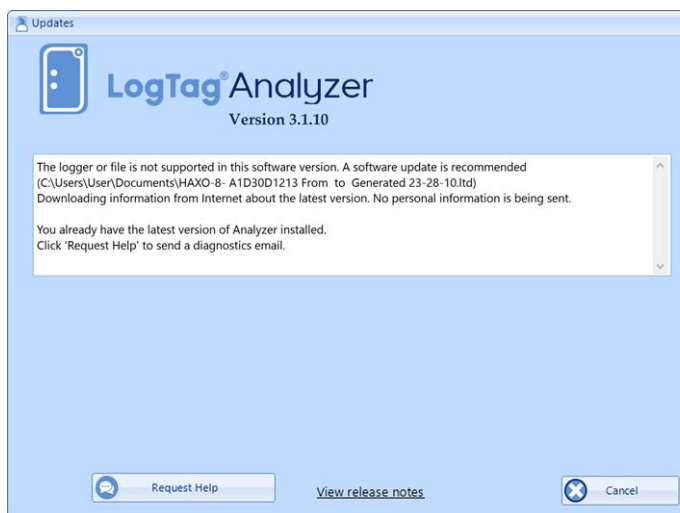 Updates
LogTag® Analyzer
Version 3.1.10
The logger or file is not supported in this software version. A software update is recommended
(C:\Users\User\Documents\HAXO-8- A1D30D1213 From  to  Generated 23-28-10.ltd)
Downloading information from Internet about the latest version. No personal information is being sent.
You already have the latest version of Analyzer installed.
Click 'Request Help' to send a diagnostics email.
Request Help
View release notes
Cancel